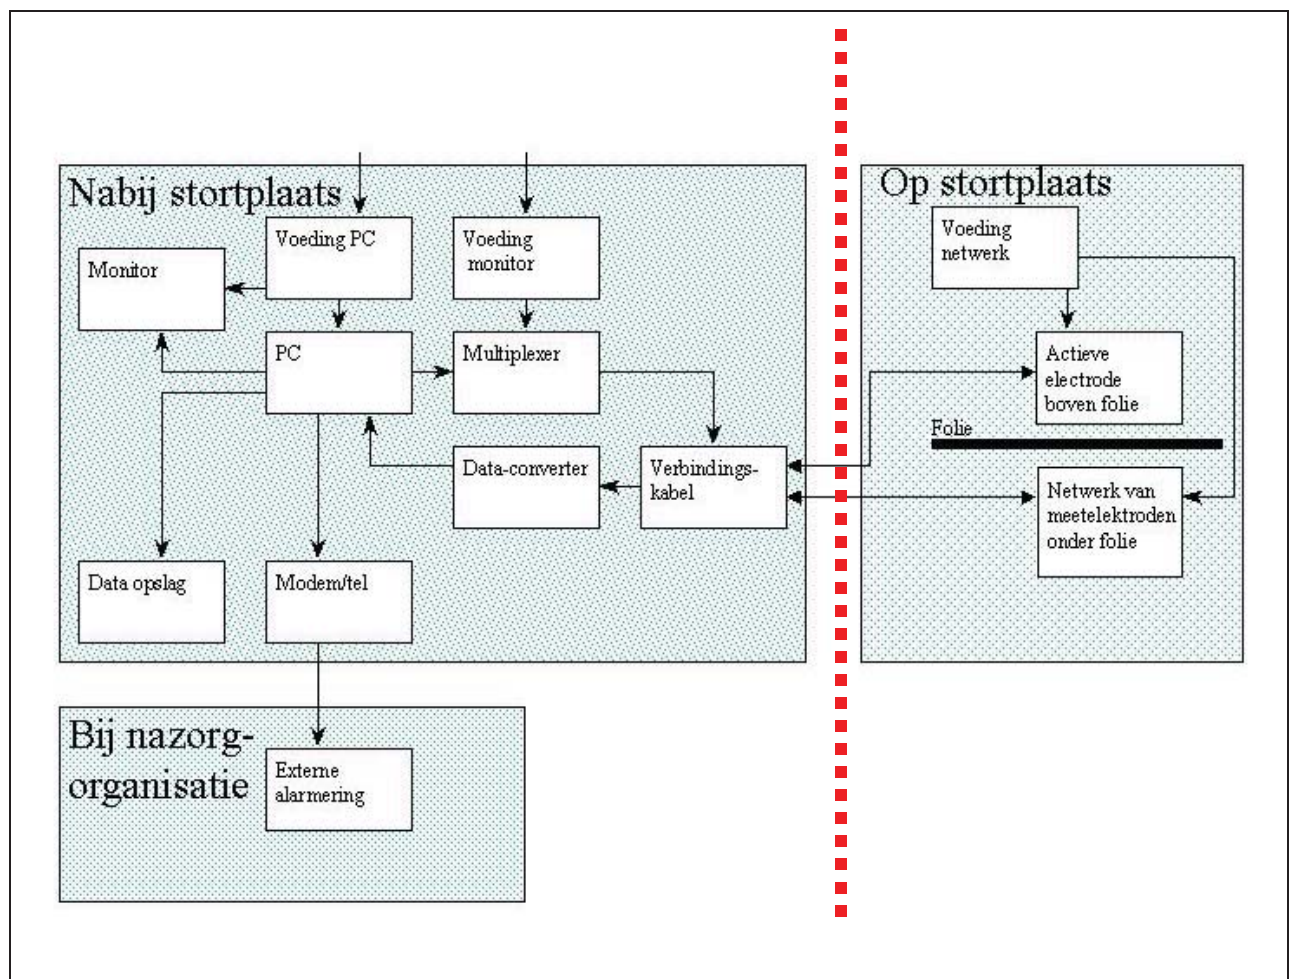 Nabij stortplaats
Voeding PC
Voeding
monitor
Monitor
PC
Multiplexer
Data-converter
Verbindings-
kabel
Data opslag
Modem/tel
Op stortplaats
Voeding
netwerk
Actieve
electrode
boven folie
Folie
Netwerk van
meetelektroden
onder folie
Bij nazorg-
organisatie
Externe
alarmering